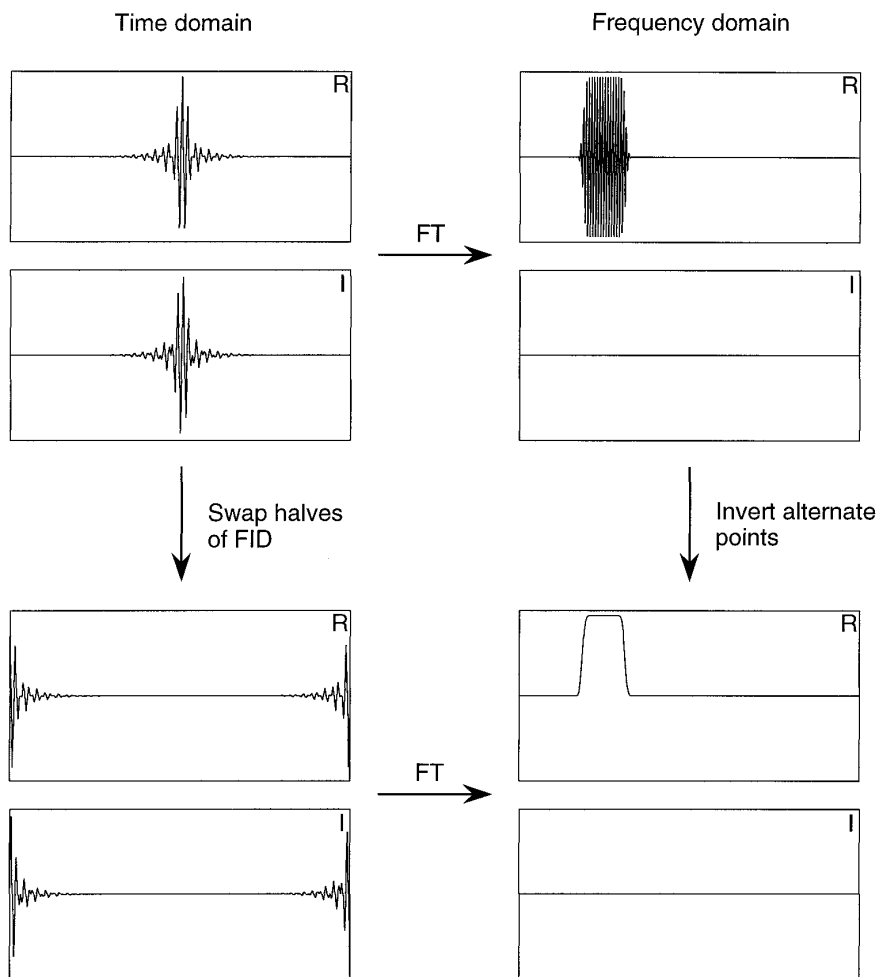 Time domain
Frequency domain
R
R
FT
I
I
Swap halves
of FID
Invert alternate
points
R
R
FT
I
I